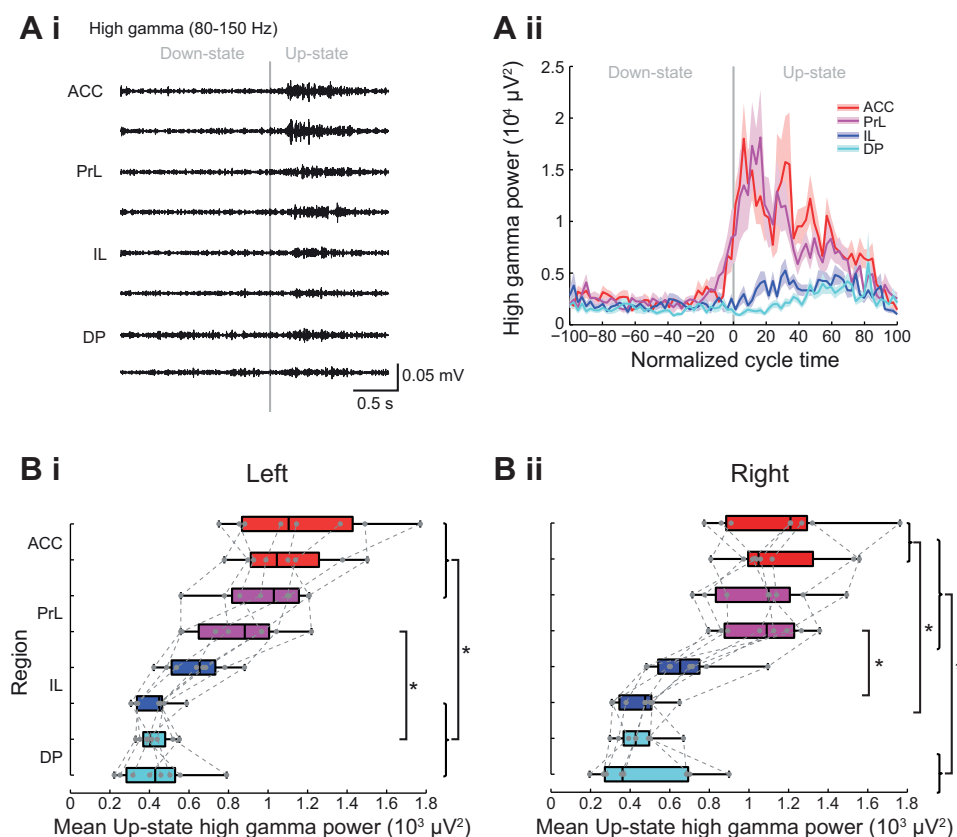 A i
High gamma (80-150 Hz)
Down-state
Up-state
ACC
PrL
IL
DP
0.05 mV
0.5 s
A ii
Down-state
Up-state
High gamma power (10⁴ µV²)
2.5
2
1.5
1
0.5
0
ACC
PrL
IL
DP
−100−80 −60 −40 −20 0 20 40 60 80 100
Normalized cycle time
B i
Left
Region
ACC
PrL
IL
DP
*
*
0 0.2 0.4 0.6 0.8 1 1.2 1.4 1.6 1.8
Mean Up-state high gamma power (10³ µV²)
B ii
Right
*
*
*
0 0.2 0.4 0.6 0.8 1 1.2 1.4 1.6 1.8
Mean Up-state high gamma power (10³ µV²)